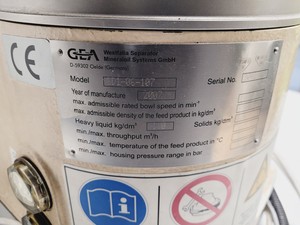 GEA
Westfalia Separator
Mineraloil Systems GmbH
D-59302 Oelde Germany
Model
Serial No.
Year of manufacture
max. admissible rated bowl speed in min⁻¹
max. admissible density of the feed product in kg/dm³
Heavy liquid kg/dm³ Solids kg/dm³
min./max. throughput m³/h
min./max. temperature of the feed product in °C
min./max. housing pressure range in bar